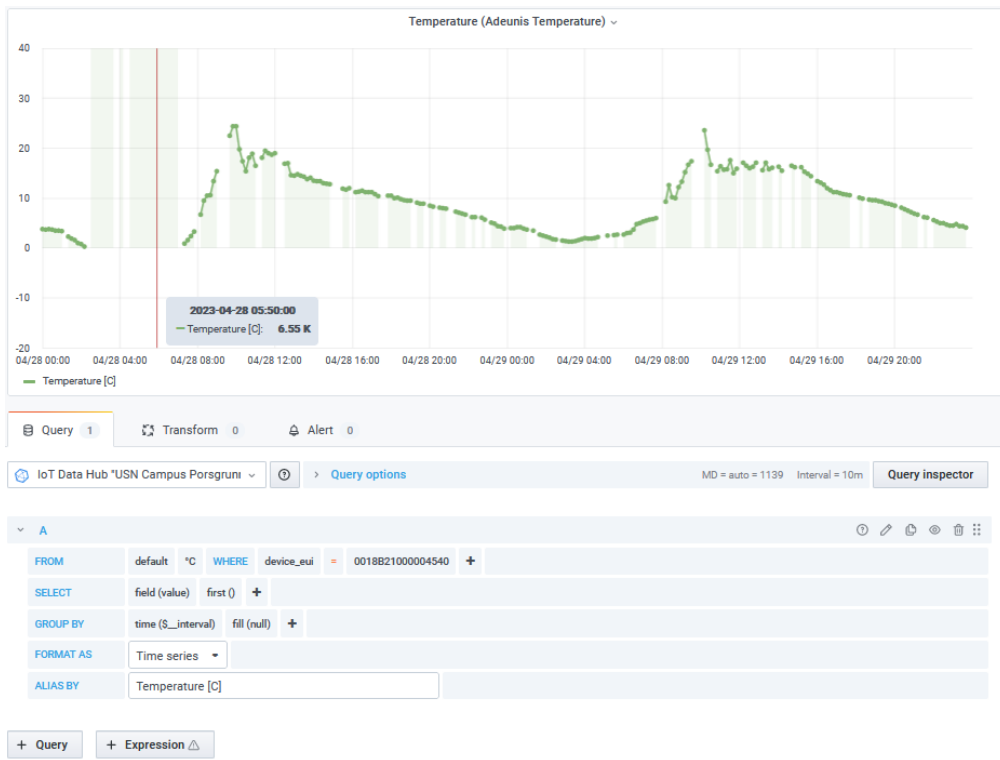 Temperature (Adeunis Temperature)
40
30
20
10
0
-10
-20
2023-04-28 05:50:00
Temperature [C]: 6.55 K
04/28 00:00 04/28 04:00 04/28 08:00 04/28 12:00 04/28 16:00 04/28 20:00 04/29 00:00 04/29 04:00 04/29 08:00 04/29 12:00 04/29 16:00 04/29 20:00
Temperature [C]
Query 1 Transform 0 Alert 0
IoT Data Hub "USN Campus Porsgrunn Query options MD = auto = 1139 Interval = 10m Query inspector
A
FROM default °C WHERE device_eui = 0018B21000004540 +
SELECT field (value) first () +
GROUP BY time ($__interval) fill (null) +
FORMAT AS Time series
ALIAS BY Temperature [C]
+ Query + Expression